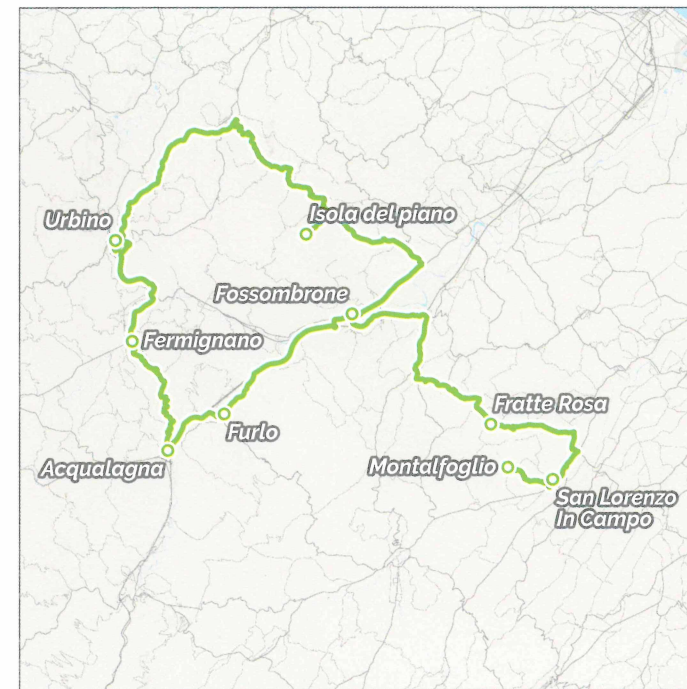 Urbino
Isola del piano
Fossombrone
Fermignano
Fratte Rosa
Furlo
Montalfoglio
Acqualagna
San Lorenzo
In Campo